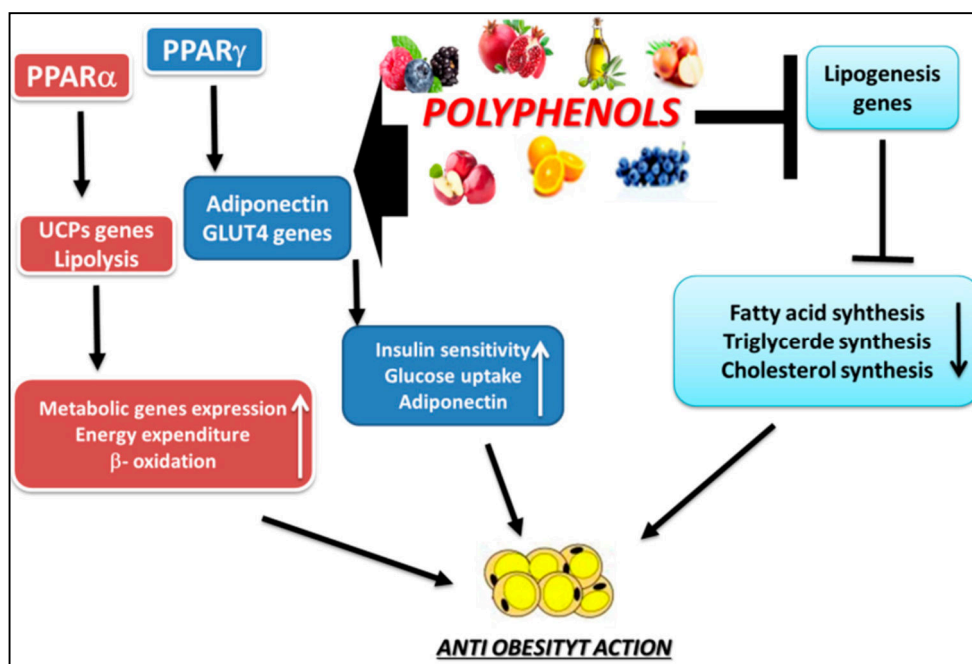 PPARα
PPARγ
POLYPHENOLS
Lipogenesis
genes
UCPs genes
Lipolysis
Adiponectin
GLUT4 genes
Metabolic genes expression
Energy expenditure
β- oxidation
Insulin sensitivity
Glucose uptake
Adiponectin
Fatty acid syhthesis
Triglycerde synthesis
Cholesterol synthesis
ANTI OBESITYT ACTION